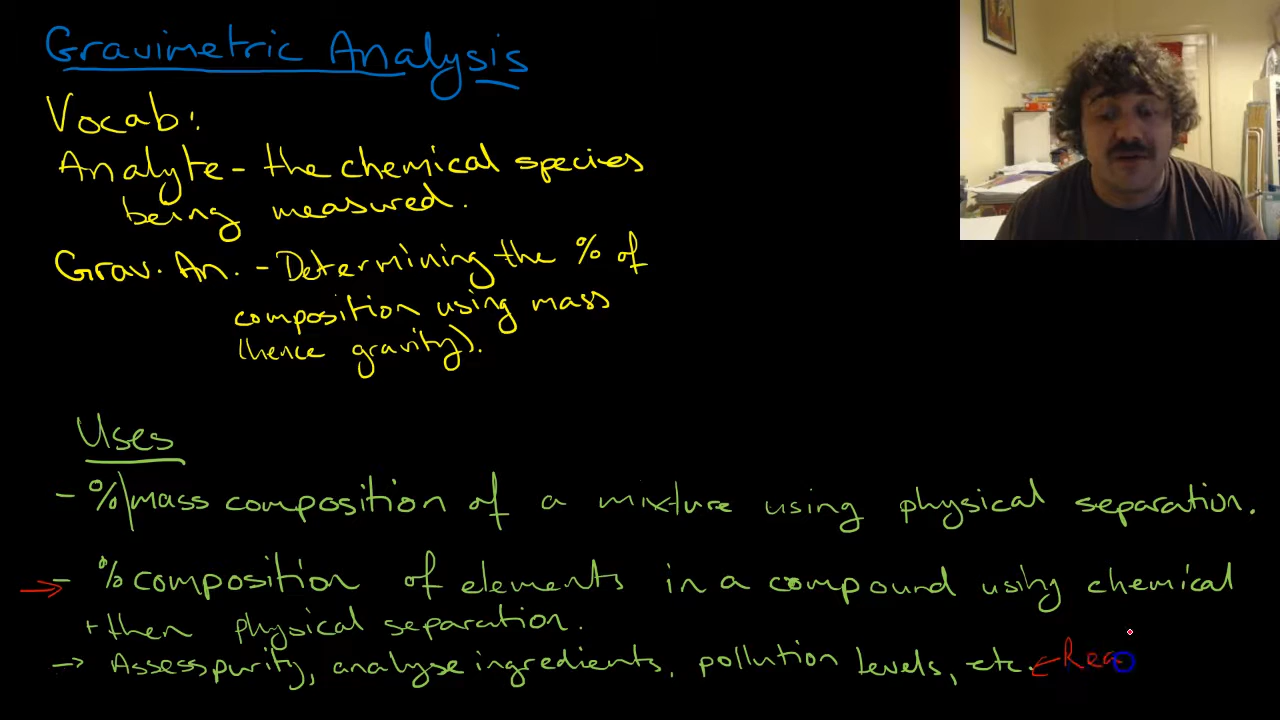 Gravimetric Analysis
Vocab:
Analyte - the chemical species
being measured.
Grav. An. - Determining the % of
composition using mass
(hence gravity).
Uses
- %\mass composition of a mixture using physical separation.
→ - % composition of elements in a compound using chemical
+ then physical separation.
→ Assess purity, analyse ingredients, pollution levels, etc. ← Rea